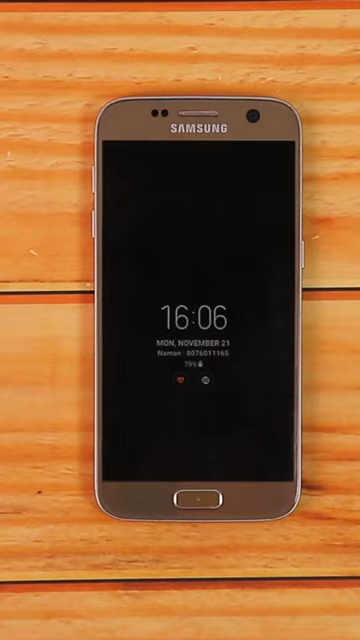 SAMSUNG
16:06
MON, NOVEMBER 21
Naman : 8076011165
79%